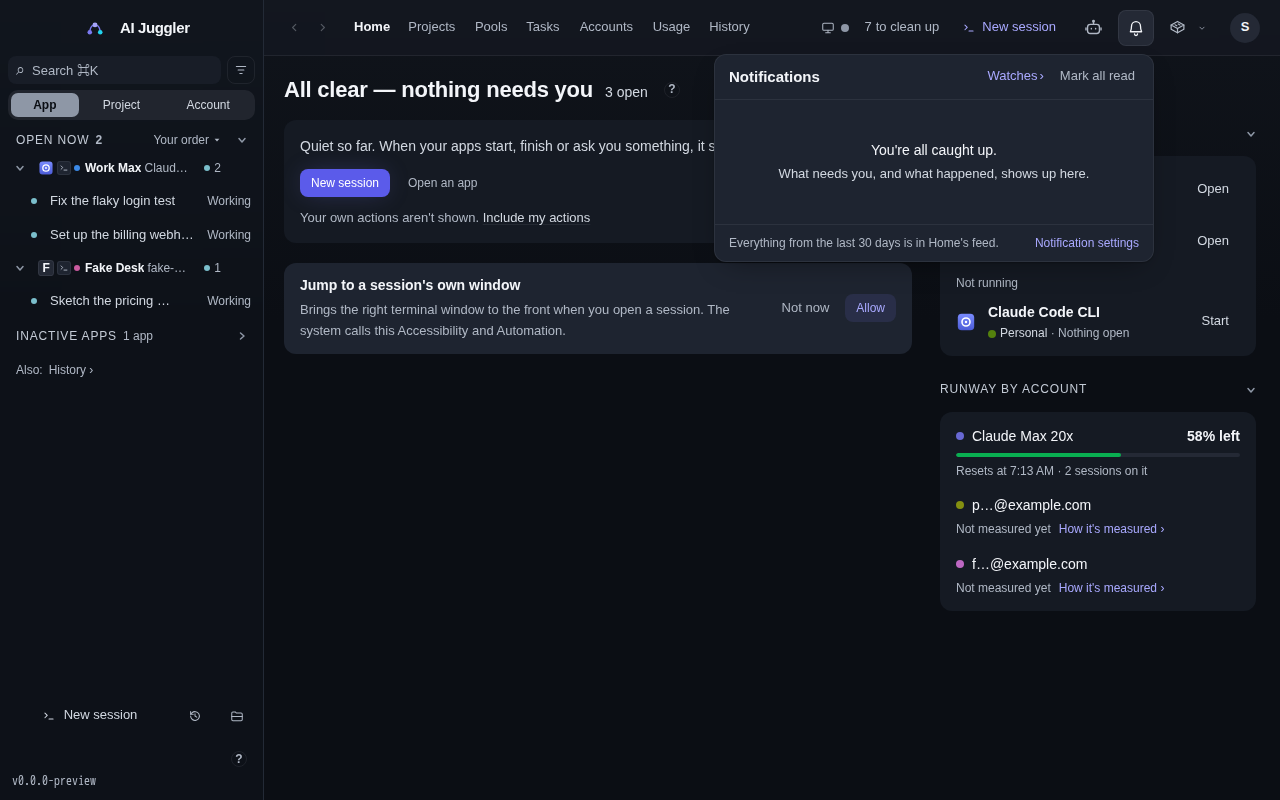 AI Juggler
Search ⌘K
App Project Account
OPEN NOW 2 Your order
Work Max Claud… 2
Fix the flaky login test Working
Set up the billing webh… Working
F Fake Desk fake-… 1
Sketch the pricing … Working
INACTIVE APPS 1 app
Also: History ›
New session
?
v0.0.0-preview
Home Projects Pools Tasks Accounts Usage History
7 to clean up New session S
All clear — nothing needs you 3 open ?
Quiet so far. When your apps start, finish or ask you something, it s
New session Open an app
Your own actions aren't shown. Include my actions
Jump to a session's own window
Brings the right terminal window to the front when you open a session. The
system calls this Accessibility and Automation.
Not now Allow
Notifications Watches › Mark all read
You're all caught up.
What needs you, and what happened, shows up here.
Everything from the last 30 days is in Home's feed. Notification settings
Open
Open
Not running
Claude Code CLI
Personal · Nothing open
Start
RUNWAY BY ACCOUNT
Claude Max 20x 58% left
Resets at 7:13 AM · 2 sessions on it
p…@example.com
Not measured yet How it's measured ›
f…@example.com
Not measured yet How it's measured ›